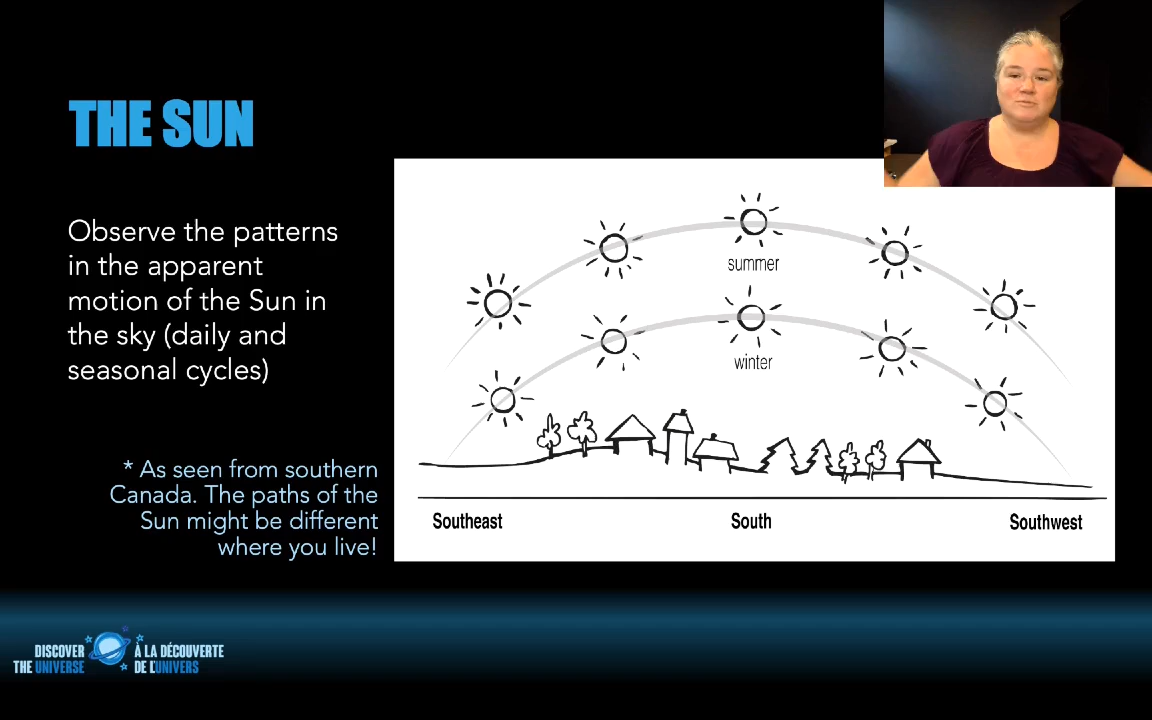 THE SUN
Observe the patterns
in the apparent
motion of the Sun in
the sky (daily and
seasonal cycles)
* As seen from southern
Canada. The paths of the
Sun might be different
where you live!
summer
winter
Southeast
South
Southwest
DISCOVER
THE UNIVERSE
À LA DÉCOUVERTE
DE L'UNIVERS